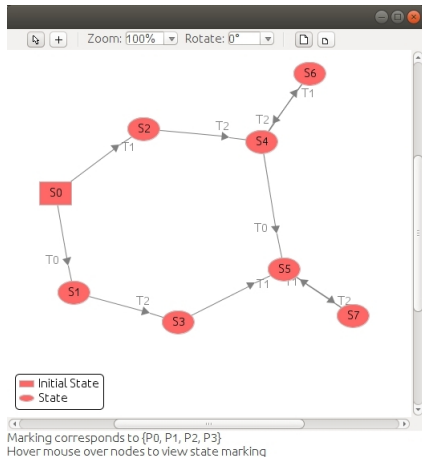 Zoom: 100% Rotate: 0°
S6
T1
S2
T2
T2
S4
T1
S0
T0
T0
S5
T1
T1
S1
T2
T2
S3
S7
Initial State
State
Marking corresponds to {P0, P1, P2, P3}
Hover mouse over nodes to view state marking